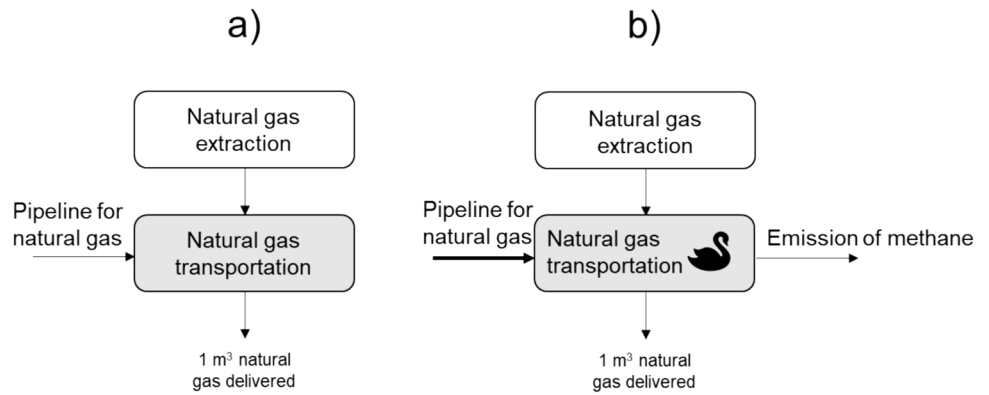 a)
Natural gas
extraction
Pipeline for
natural gas
Natural gas
transportation
1 m³ natural
gas delivered
b)
Natural gas
extraction
Pipeline for
natural gas
Natural gas
transportation
Emission of methane
1 m³ natural
gas delivered